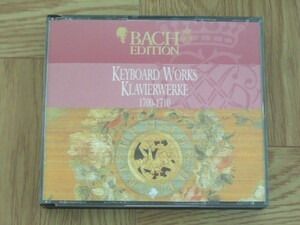 BACH
EDITION
KEYBOARD WORKS
KLAVIERWERKE
1700-1710